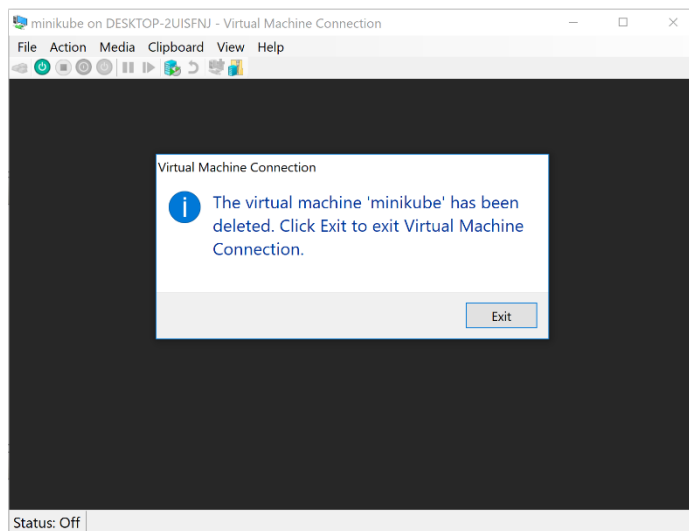 minikube on DESKTOP-2UISFNJ - Virtual Machine Connection
File Action Media Clipboard View Help
Virtual Machine Connection
The virtual machine 'minikube' has been
deleted. Click Exit to exit Virtual Machine
Connection.
Exit
Status: Off